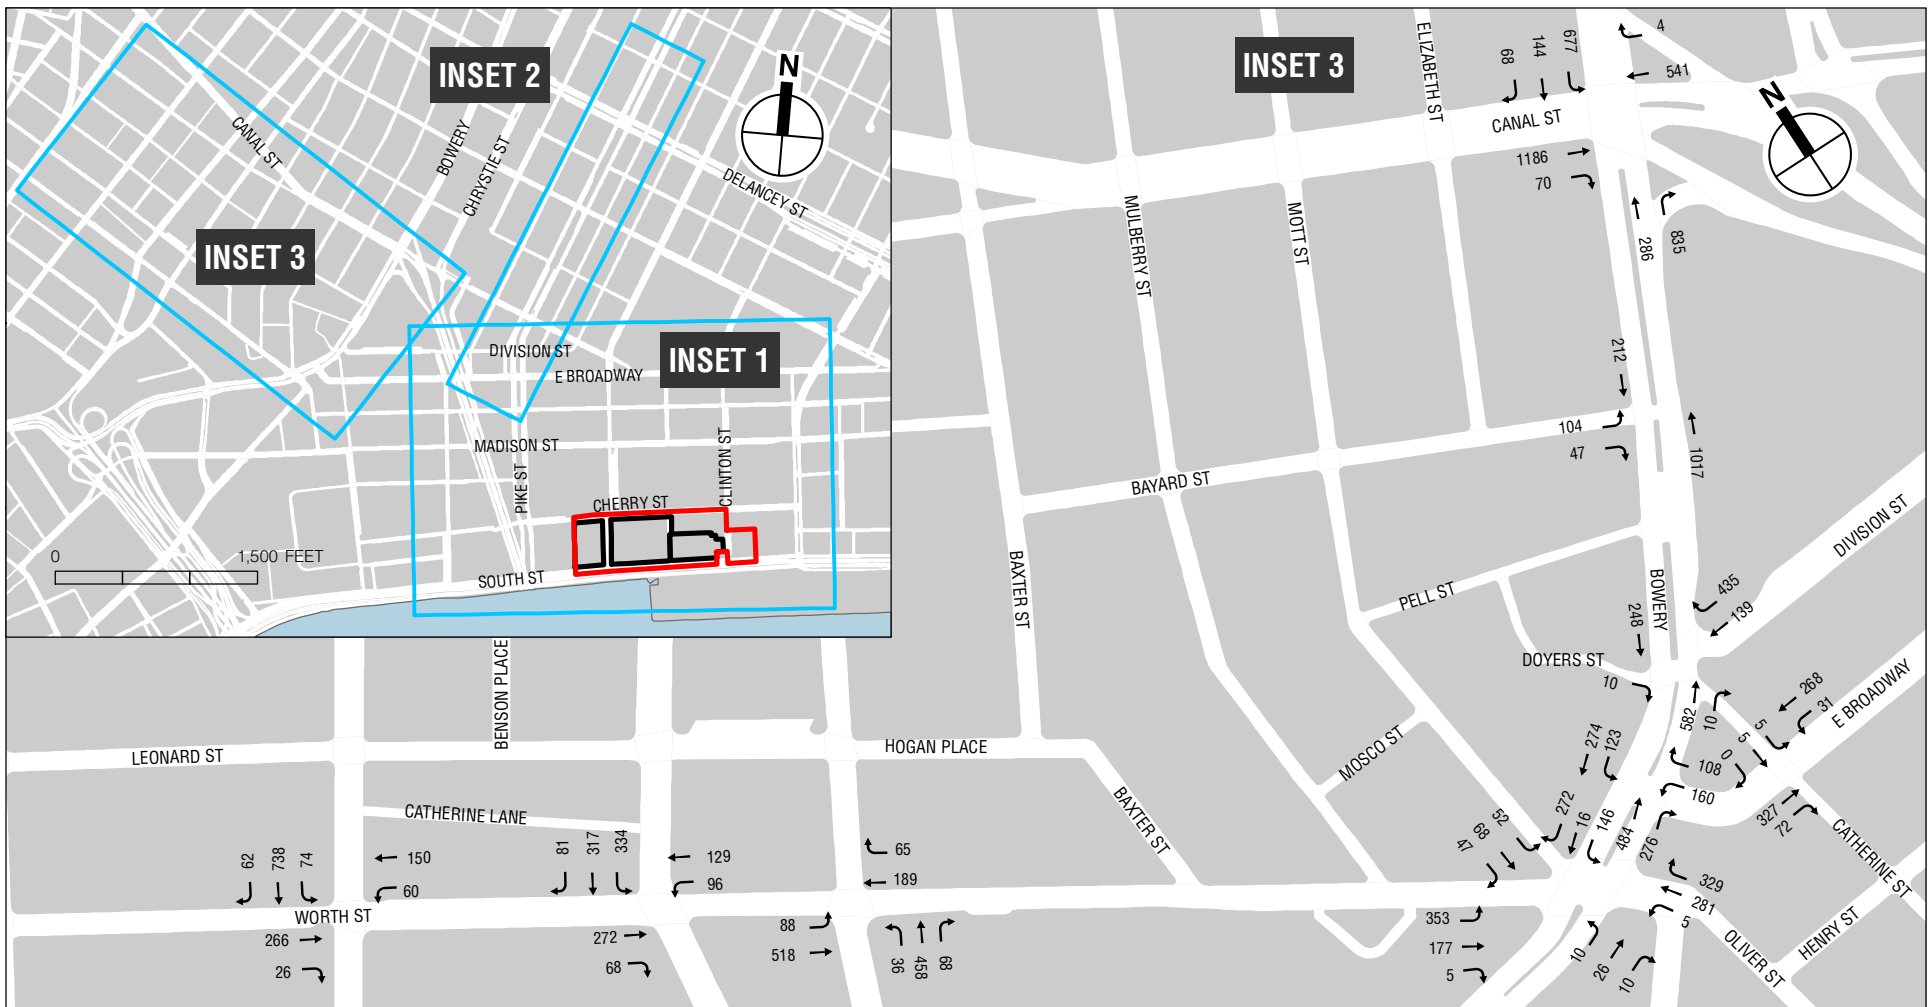 INSET 2
N
CANAL ST
BOWERY
CHRYSTIE ST
DELANCEY ST
INSET 3
DIVISION ST
INSET 1
E BROADWAY
MADISON ST
PIKE ST
CLINTON ST
CHERRY ST
0 1,500 FEET
SOUTH ST
INSET 3
N
ELIZABETH ST
68
144
677
4
541
CANAL ST
1186
70
286
835
MULBERRY ST
MOTT ST
212
104
47
1017
BAYARD ST
DIVISION ST
BAXTER ST
PELL ST
BOWERY
435
139
248
DOYERS ST
10
268
31
E BROADWAY
582
10
5
5
0
274
123
108
160
327
72
CATHERINE ST
MOSCO ST
BENSON PLACE
LEONARD ST
HOGAN PLACE
BAXTER ST
CATHERINE LANE
272
16
146
484
276
52
68
47
62
738
74
150
60
81
317
334
129
96
65
189
WORTH ST
266
26
272
68
88
518
36
458
68
353
177
5
329
281
5
10
26
10
OLIVER ST
HENRY ST